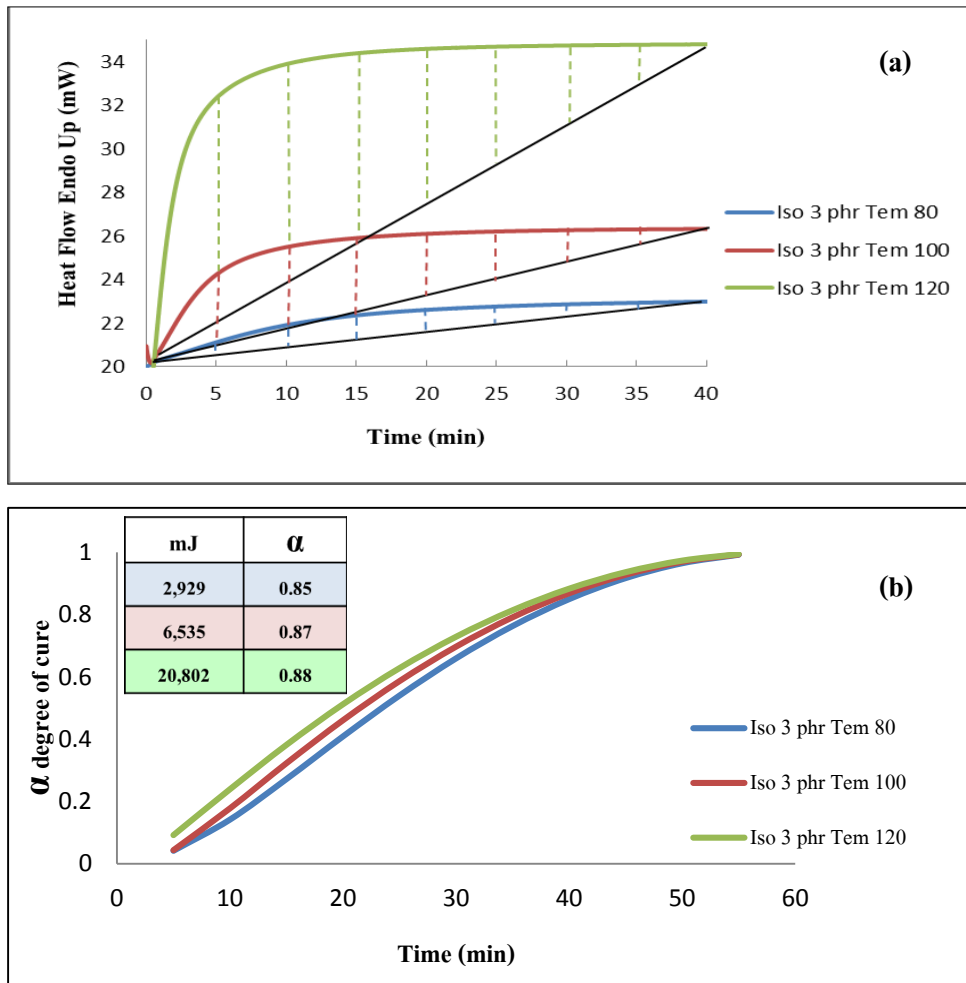 (a)
Heat Flow Endo Up (mW)
34
32
30
28
26
24
22
20
0 5 10 15 20 25 30 35 40
Time (min)
Iso 3 phr Tem 80
Iso 3 phr Tem 100
Iso 3 phr Tem 120
(b)
mJ α
2,929 0.85
6,535 0.87
20,802 0.88
α degree of cure
1
0.8
0.6
0.4
0.2
0
0 10 20 30 40 50 60
Time (min)
Iso 3 phr Tem 80
Iso 3 phr Tem 100
Iso 3 phr Tem 120